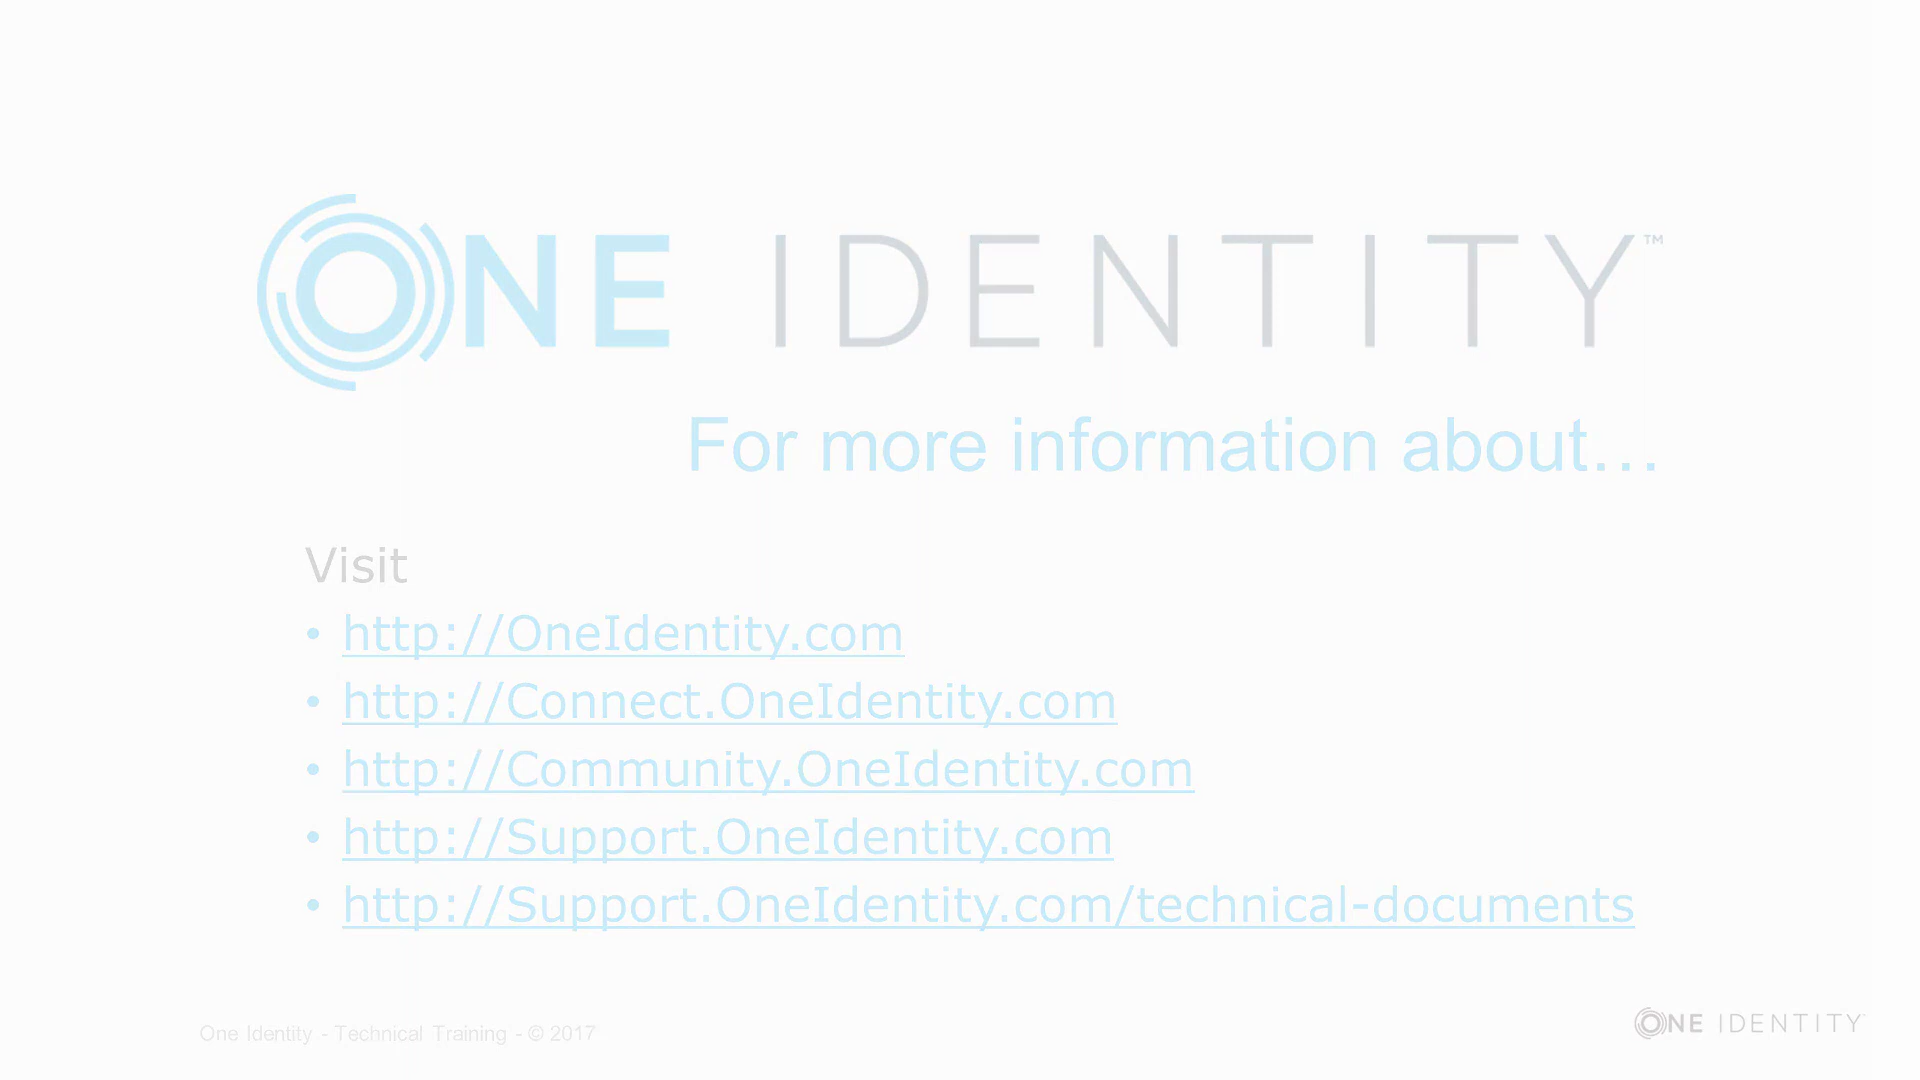 ONE IDENTITY™
For more information about...
Visit
• http://OneIdentity.com
• http://Connect.OneIdentity.com
• http://Community.OneIdentity.com
• http://Support.OneIdentity.com
• http://Support.OneIdentity.com/technical-documents
One Identity - Technical Training - © 2017
ONE IDENTITY